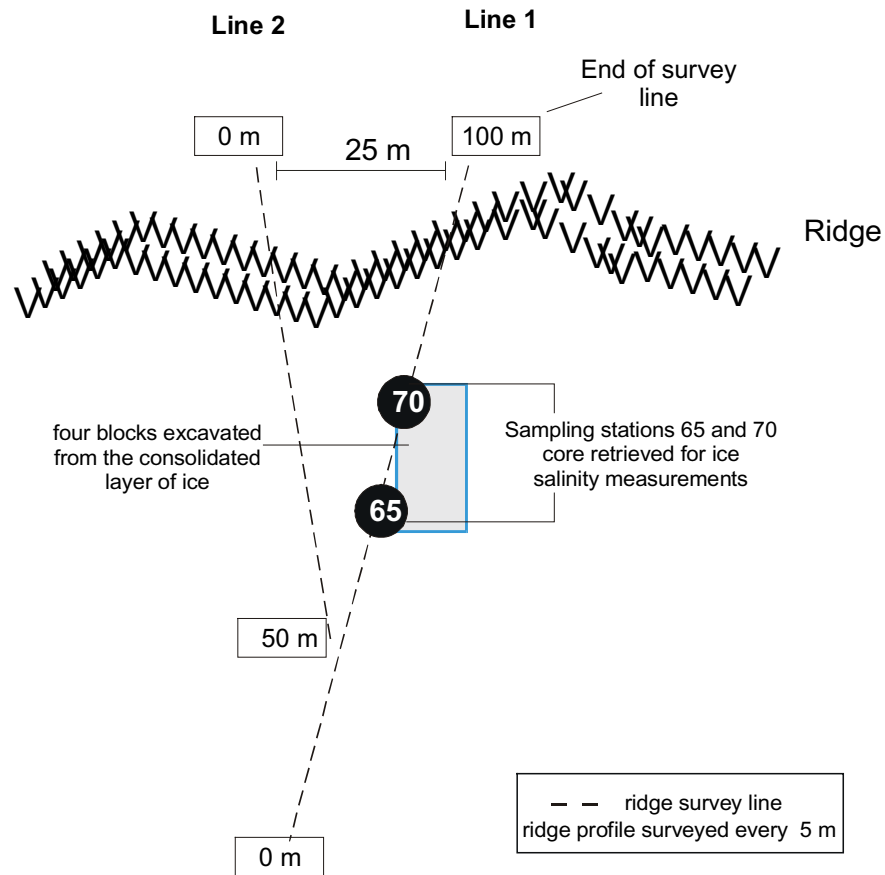 Line 2
Line 1
End of survey
line
0 m
25 m
100 m
Ridge
70
four blocks excavated
from the consolidated
layer of ice
Sampling stations 65 and 70
core retrieved for ice
salinity measurements
65
50 m
ridge survey line
ridge profile surveyed every 5 m
0 m